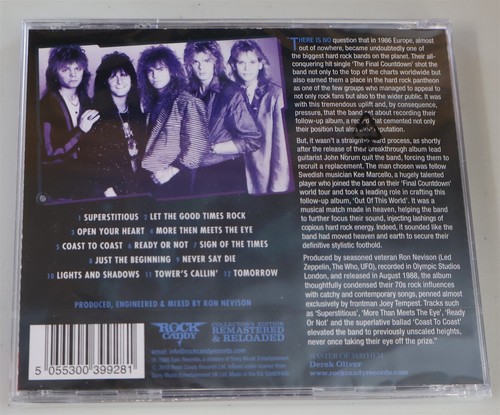 THERE IS NO question that in 1986 Europe, almost
out of nowhere, became undoubtedly one of
the biggest hard rock bands on the planet. Their all-
conquering hit single 'The Final Countdown' shot the
band not only to the top of the charts worldwide but
also earned them a place in the hard rock pantheon
as one of the few groups who managed to appeal to
not only rock fans but also to the wider public. It was
with this tremendous uplift and, by consequence,
pressure, that the band set about recording their
follow-up album, a that cemented not only
their position but also reputation.
But, it wasn't a straight process, as shortly
after the release of their breakthrough album lead
guitarist John Norum quit the band, forcing them to
recruit a replacement. The man chosen was fellow
Swedish musician Kee Marcello, a hugely talented
player who joined the band on their 'Final Countdown'
world tour and took a leading role in crafting this
follow-up album, 'Out Of This World'. It was a
musical match made in heaven, helping the band
to further focus their sound, injecting lashings of
copious hard rock energy. Indeed, it sounded like the
band had moved heaven and earth to secure their
definitive stylistic foothold.
Produced by seasoned veteran Ron Nevison (Led
Zeppelin, The Who, UFO), recorded in Olympic Studios
London, and released in August 1988, the album
thoughtfully condensed their 70s rock influences
with catchy and contemporary songs, penned almost
exclusively by frontman Joey Tempest. Tracks such
as 'Superstitious', 'More Than Meets The Eye', 'Ready
Or Not' and the superlative ballad 'Coast To Coast'
elevated the band to previously unscaled heights,
never once taking their eye off the prize."
MASTER OF MAYHEM
Derek Oliver
www.rockcandyrecords.com
1 SUPERSTITIOUS 2 LET THE GOOD TIMES ROCK
3 OPEN YOUR HEART 4 MORE THEN MEETS THE EYE
5 COAST TO COAST 6 READY OR NOT 7 SIGN OF THE TIMES
8 JUST THE BEGINNING 9 NEVER SAY DIE
10 LIGHTS AND SHADOWS 11 TOWER'S CALLIN' 12 TOMORROW
PRODUCED, ENGINEERED & MIXED BY RON NEVISON
ROCK CANDY
COLLECTOR'S EDITION
REMASTERED
& RELOADED
email: info@rockcandyrecords.com
5 055300 399281